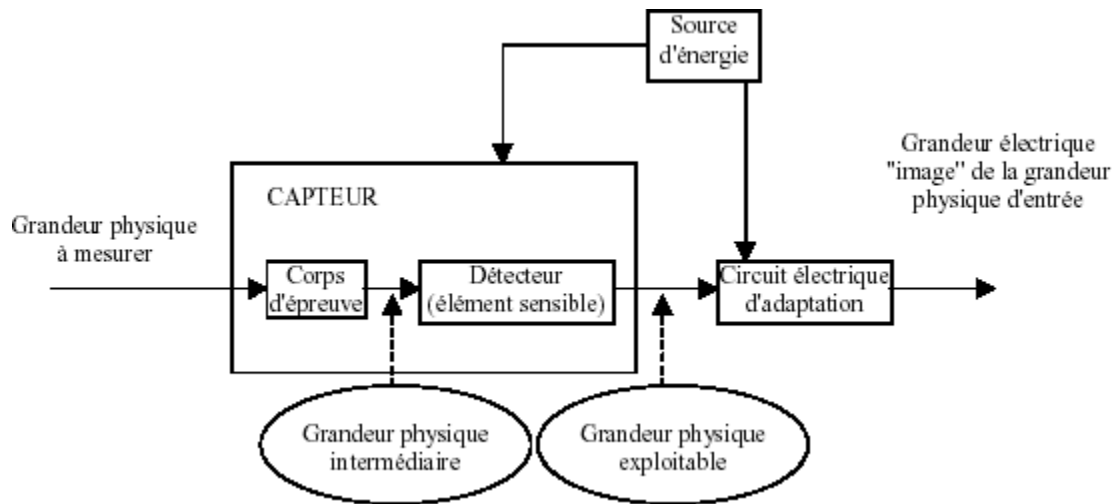 Source
d'énergie
Grandeur électrique
"image" de la grandeur
physique d'entrée
CAPTEUR
Grandeur physique
à mesurer
Corps
d'épreuve
Détecteur
(élément sensible)
Circuit électrique
d'adaptation
Grandeur physique
intermédiaire
Grandeur physique
exploitable